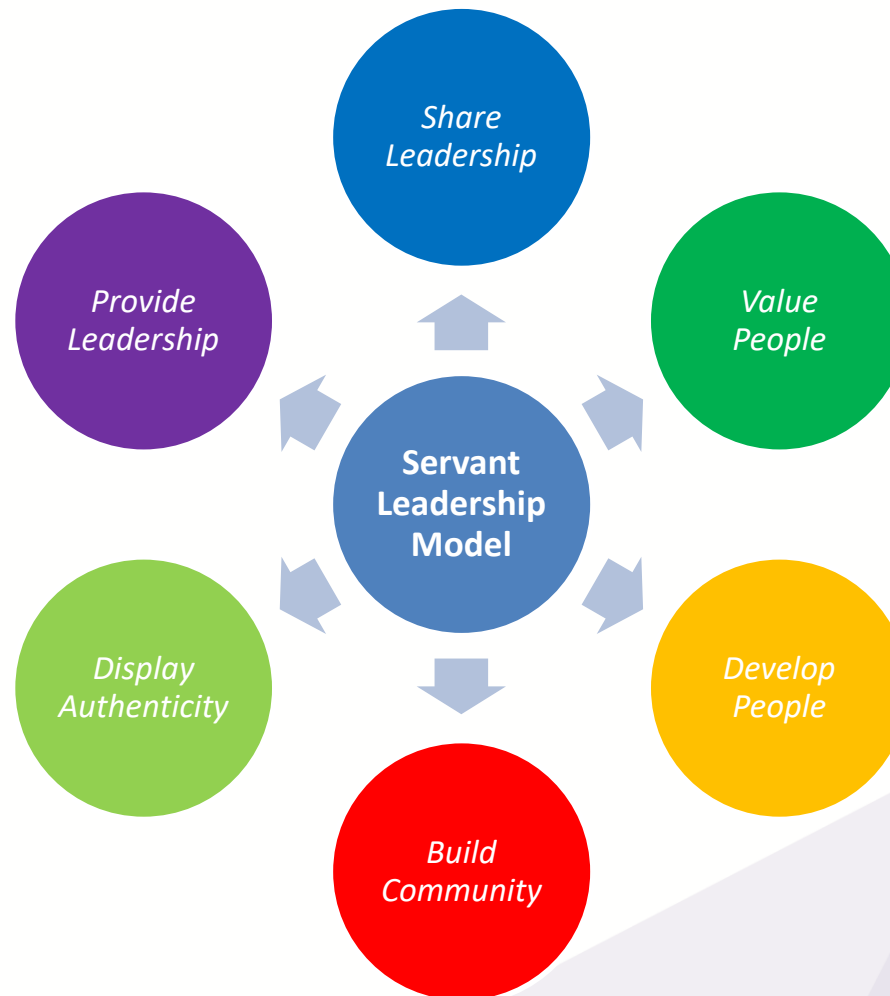 Share
Leadership
Provide
Leadership
Value
People
Servant
Leadership
Model
Display
Authenticity
Develop
People
Build
Community